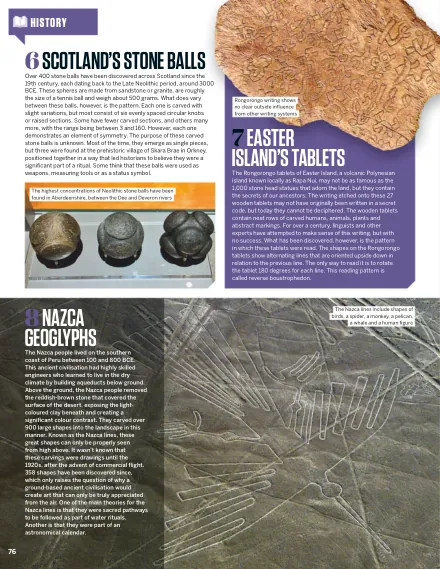 HISTORY
6 SCOTLAND'S STONE BALLS
Over 400 stone balls have been discovered across Scotland since the
19th century, each dating back to the Late Neolithic period, around 3000
BCE. These spheres are made from sandstone or granite, are roughly
the size of a tennis ball and weigh about 500 grams. What does vary
between these balls, however, is the pattern. Each one is carved with
slight variations, but most consist of six evenly spaced circular knobs
or raised sections. Some have fewer carved sections, and others many
more, with the range being between 3 and 160. However, each one
demonstrates an element of symmetry. The purpose of these carved
stone balls is unknown. Most of the time, they emerge as single pieces,
but three were found at the prehistoric village of Skara Brae in Orkney,
positioned together in a way that led historians to believe they were a
significant part of a ritual. Some think that these balls were used as
weapons, measuring tools or as a status symbol.
The highest concentrations of Neolithic stone balls have been
found in Aberdeenshire, between the Dee and Deveron rivers
Rongorongo writing shows
no clear outside influence
from other writing systems
7 EASTER
ISLAND'S TABLETS
The Rongorongo tablets of Easter Island, a volcanic Polynesian
island known locally as Rapa Nui, may not be as famous as the
1,000 stone head statues that adorn the land, but they contain
the secrets of our ancestors. The writing etched onto these 27
wooden tablets may not have originally been written in a secret
code, but today they cannot be deciphered. The wooden tablets
contain neat rows of carved humans, animals, plants and
abstract markings. For over a century, linguists and other
experts have attempted to make sense of this writing, but with
no success. What has been discovered, however, is the pattern
in which these tablets were read. The shapes on the Rongorongo
tablets show alternating lines that are oriented upside down in
relation to the previous line. The only way to read it is to rotate
the tablet 180 degrees for each line. This reading pattern is
called reverse boustrophedon.
8 NAZCA
GEOGLYPHS
The Nazca people lived on the southern
coast of Peru between 100 and 800 BCE.
This ancient civilisation had highly skilled
engineers who learned to live in the dry
climate by building aqueducts below ground.
Above the ground, the Nazca people removed
the reddish-brown stone that covered the
surface of the desert, exposing the light-
coloured clay beneath and creating a
significant colour contrast. They carved over
900 large shapes into the landscape in this
manner. Known as the Nazca lines, these
great shapes can only be properly seen
from high above. It wasn't known that
these carvings were drawings until the
1920s, after the advent of commercial flight.
358 shapes have been discovered since,
which only raises the question of why a
ground-based ancient civilisation would
create art that can only be truly appreciated
from the air. One of the main theories for the
Nazca lines is that they were sacred pathways
to be followed as part of water rituals.
Another is that they were part of an
astronomical calendar.
The Nazca lines include shapes of
birds, a spider, a monkey, a pelican,
a whale and a human figure
76